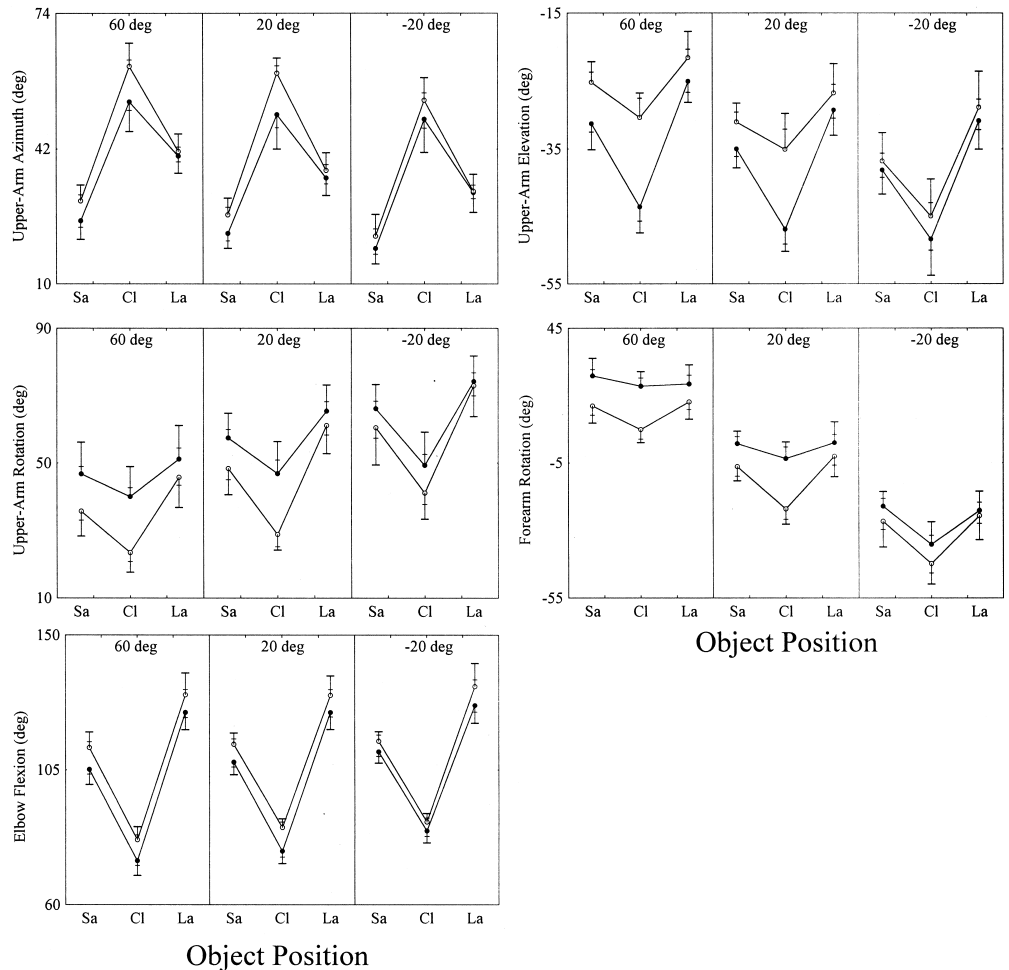 74
60 deg
20 deg
-20 deg
42
10
Upper-Arm Azimuth (deg)
Sa Cl La Sa Cl La Sa Cl La
-15
60 deg
20 deg
-20 deg
-35
-55
Upper-Arm Elevation (deg)
Sa Cl La Sa Cl La Sa Cl La
90
60 deg
20 deg
-20 deg
50
10
Upper-Arm Rotation (deg)
Sa Cl La Sa Cl La Sa Cl La
45
60 deg
20 deg
-20 deg
-5
-55
Forearm Rotation (deg)
Sa Cl La Sa Cl La Sa Cl La
Object Position
150
60 deg
20 deg
-20 deg
105
60
Elbow Flexion (deg)
Sa Cl La Sa Cl La Sa Cl La
Object Position